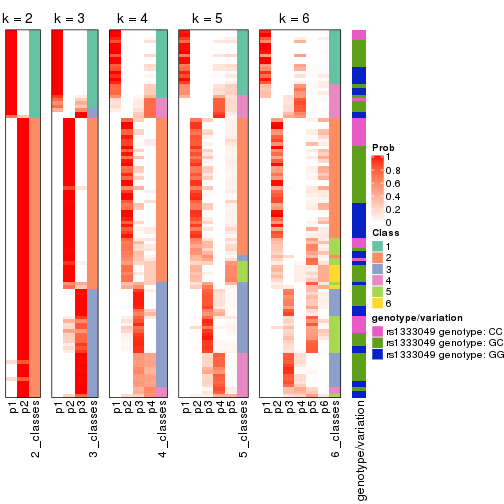 k = 2
k = 3
k = 4
k = 5
k = 6
Prob
1
0.8
0.6
0.4
0.2
0
Class
1
2
3
4
5
6
genotype/variation
rs1333049 genotype: CC
rs1333049 genotype: GC
rs1333049 genotype: GG
p1
p2
2_classes
p1
p2
p3
3_classes
p1
p2
p3
p4
4_classes
p1
p2
p3
p4
p5
5_classes
p1
p2
p3
p4
p5
p6
6_classes
genotype/variation